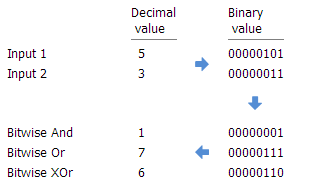 Decimal Binary
value value
Input 1 5 00000101
Input 2 3 00000011
Bitwise And 1 00000001
Bitwise Or 7 00000111
Bitwise XOr 6 00000110